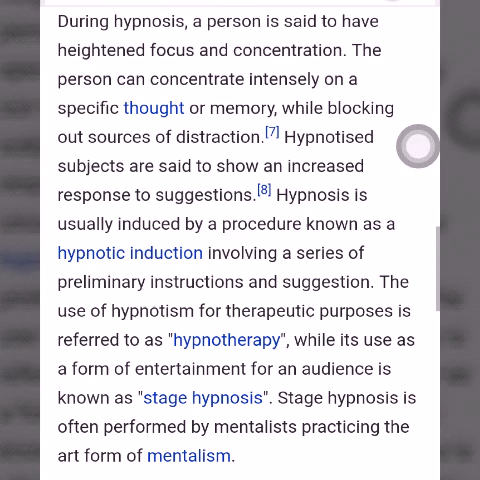 During hypnosis, a person is said to have
heightened focus and concentration. The
person can concentrate intensely on a
specific thought or memory, while blocking
out sources of distraction.[7] Hypnotised
subjects are said to show an increased
response to suggestions.[8] Hypnosis is
usually induced by a procedure known as a
hypnotic induction involving a series of
preliminary instructions and suggestion. The
use of hypnotism for therapeutic purposes is
referred to as "hypnotherapy", while its use as
a form of entertainment for an audience is
known as "stage hypnosis". Stage hypnosis is
often performed by mentalists practicing the
art form of mentalism.